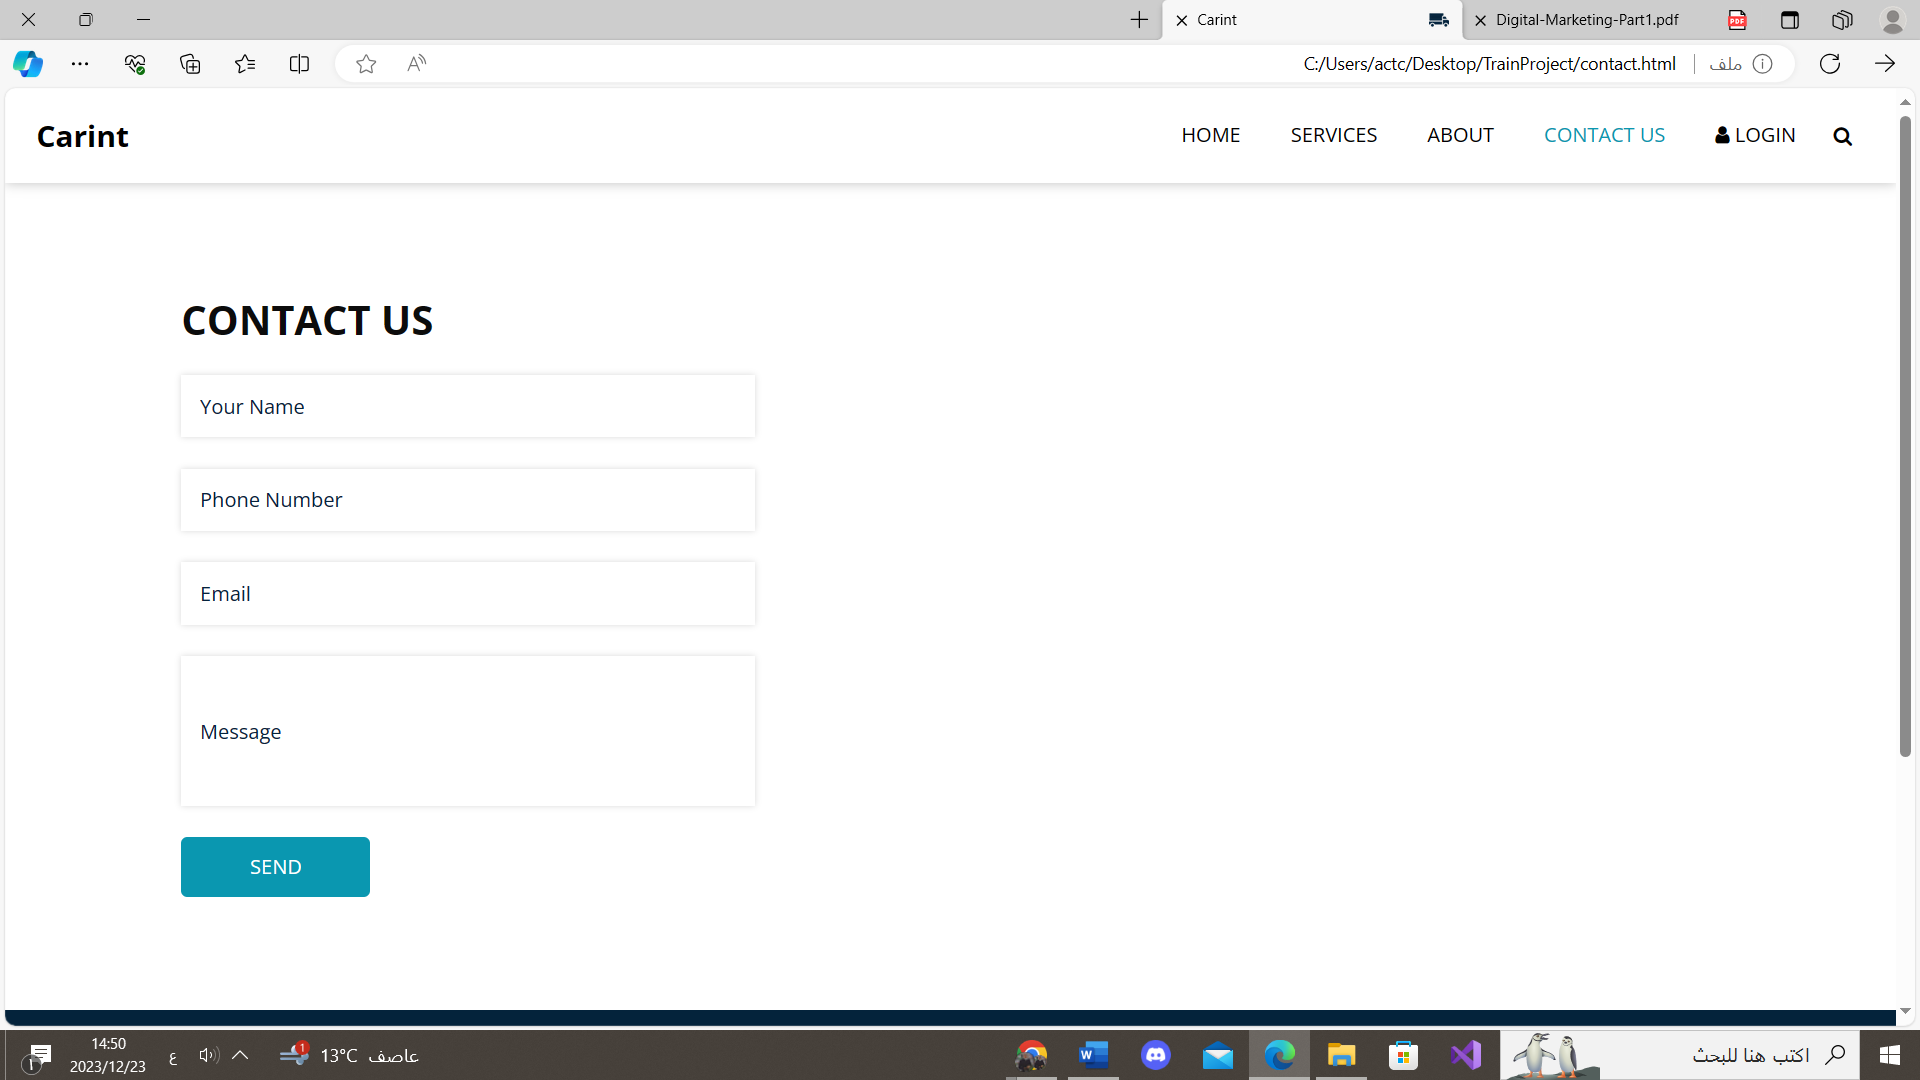 Carint
Digital-Marketing-Part1.pdf
C:/Users/actc/Desktop/TrainProject/contact.html
ملف
Carint
HOME
SERVICES
ABOUT
CONTACT US
LOGIN
CONTACT US
Your Name
Phone Number
Email
Message
SEND
14:50
2023/12/23
ع
1
13°C عاصف
اكتب هنا للبحث